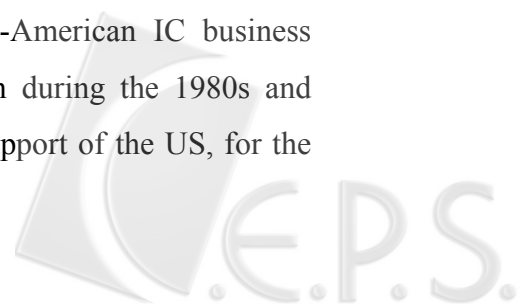 -American IC business
during the 1980s and
pport of the US, for the
C.E.P.S.